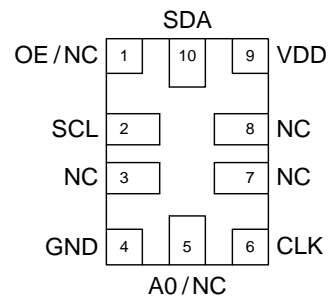 SDA
OE/NC 1 10 9 VDD
SCL 2 8 NC
NC 3 7 NC
GND 4 5 6 CLK
A0/NC